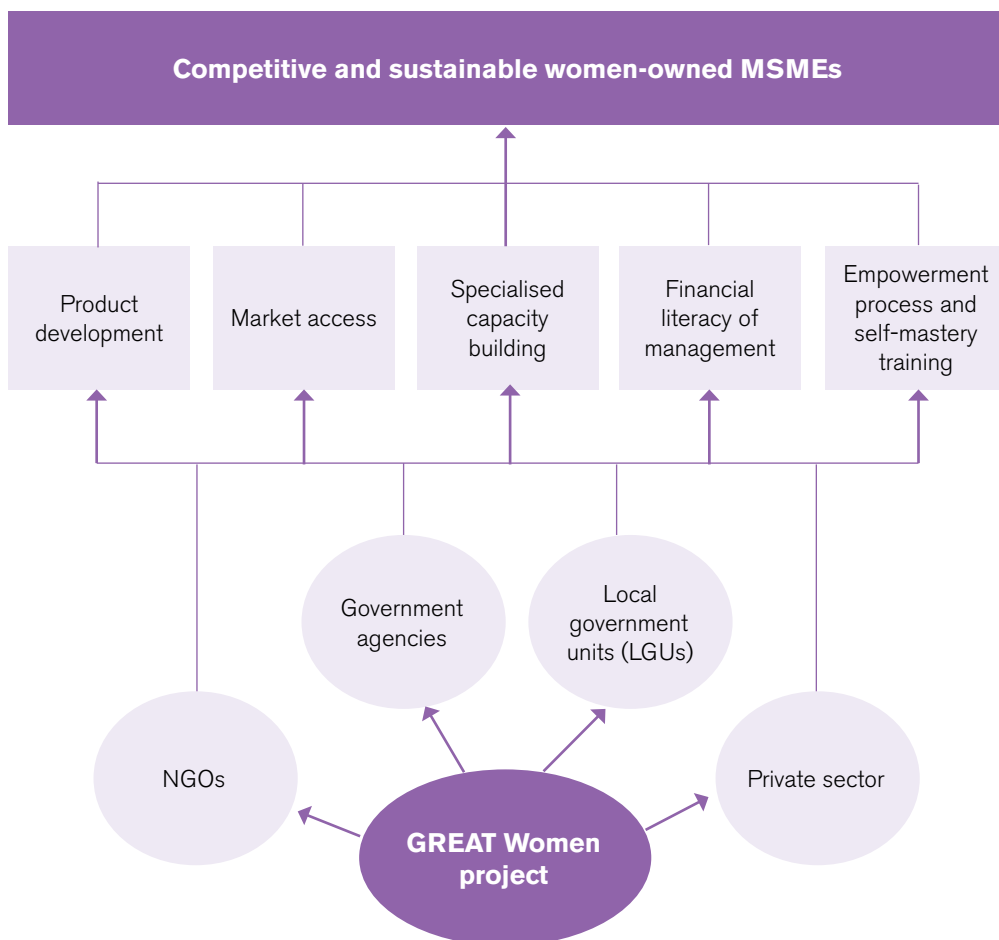 Competitive and sustainable women-owned MSMEs
Product
development
Market access
Specialised
capacity
building
Financial
literacy of
management
Empowerment
process and
self-mastery
training
Government
agencies
Local
government
units (LGUs)
NGOs
Private sector
GREAT Women
project